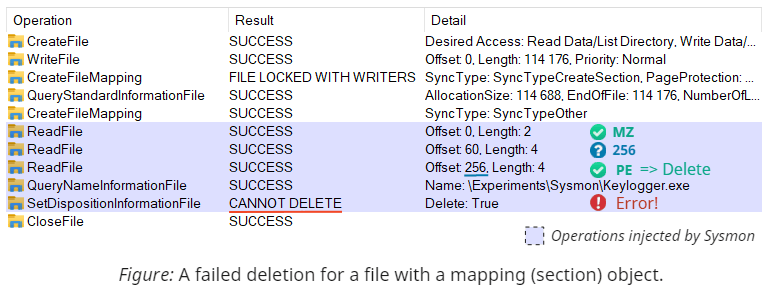 Operation Result Detail
CreateFile SUCCESS Desired Access: Read Data/List Directory, Write Data/...
WriteFile SUCCESS Offset: 0, Length: 114 176, Priority: Normal
CreateFileMapping FILE LOCKED WITH WRITERS SyncType: SyncTypeCreateSection, PageProtection: ...
QueryStandardInformationFile SUCCESS AllocationSize: 114 688, EndOfFile: 114 176, NumberOfL...
CreateFileMapping SUCCESS SyncType: SyncTypeOther
ReadFile SUCCESS Offset: 0, Length: 2 MZ
ReadFile SUCCESS Offset: 60, Length: 4 256
ReadFile SUCCESS Offset: 256, Length: 4 PE => Delete
QueryNameInformationFile SUCCESS Name: \Experiments\Sysmon\Keylogger.exe
SetDispositionInformationFile CANNOT DELETE Delete: True Error!
CloseFile SUCCESS
Operations injected by Sysmon
Figure: A failed deletion for a file with a mapping (section) object.